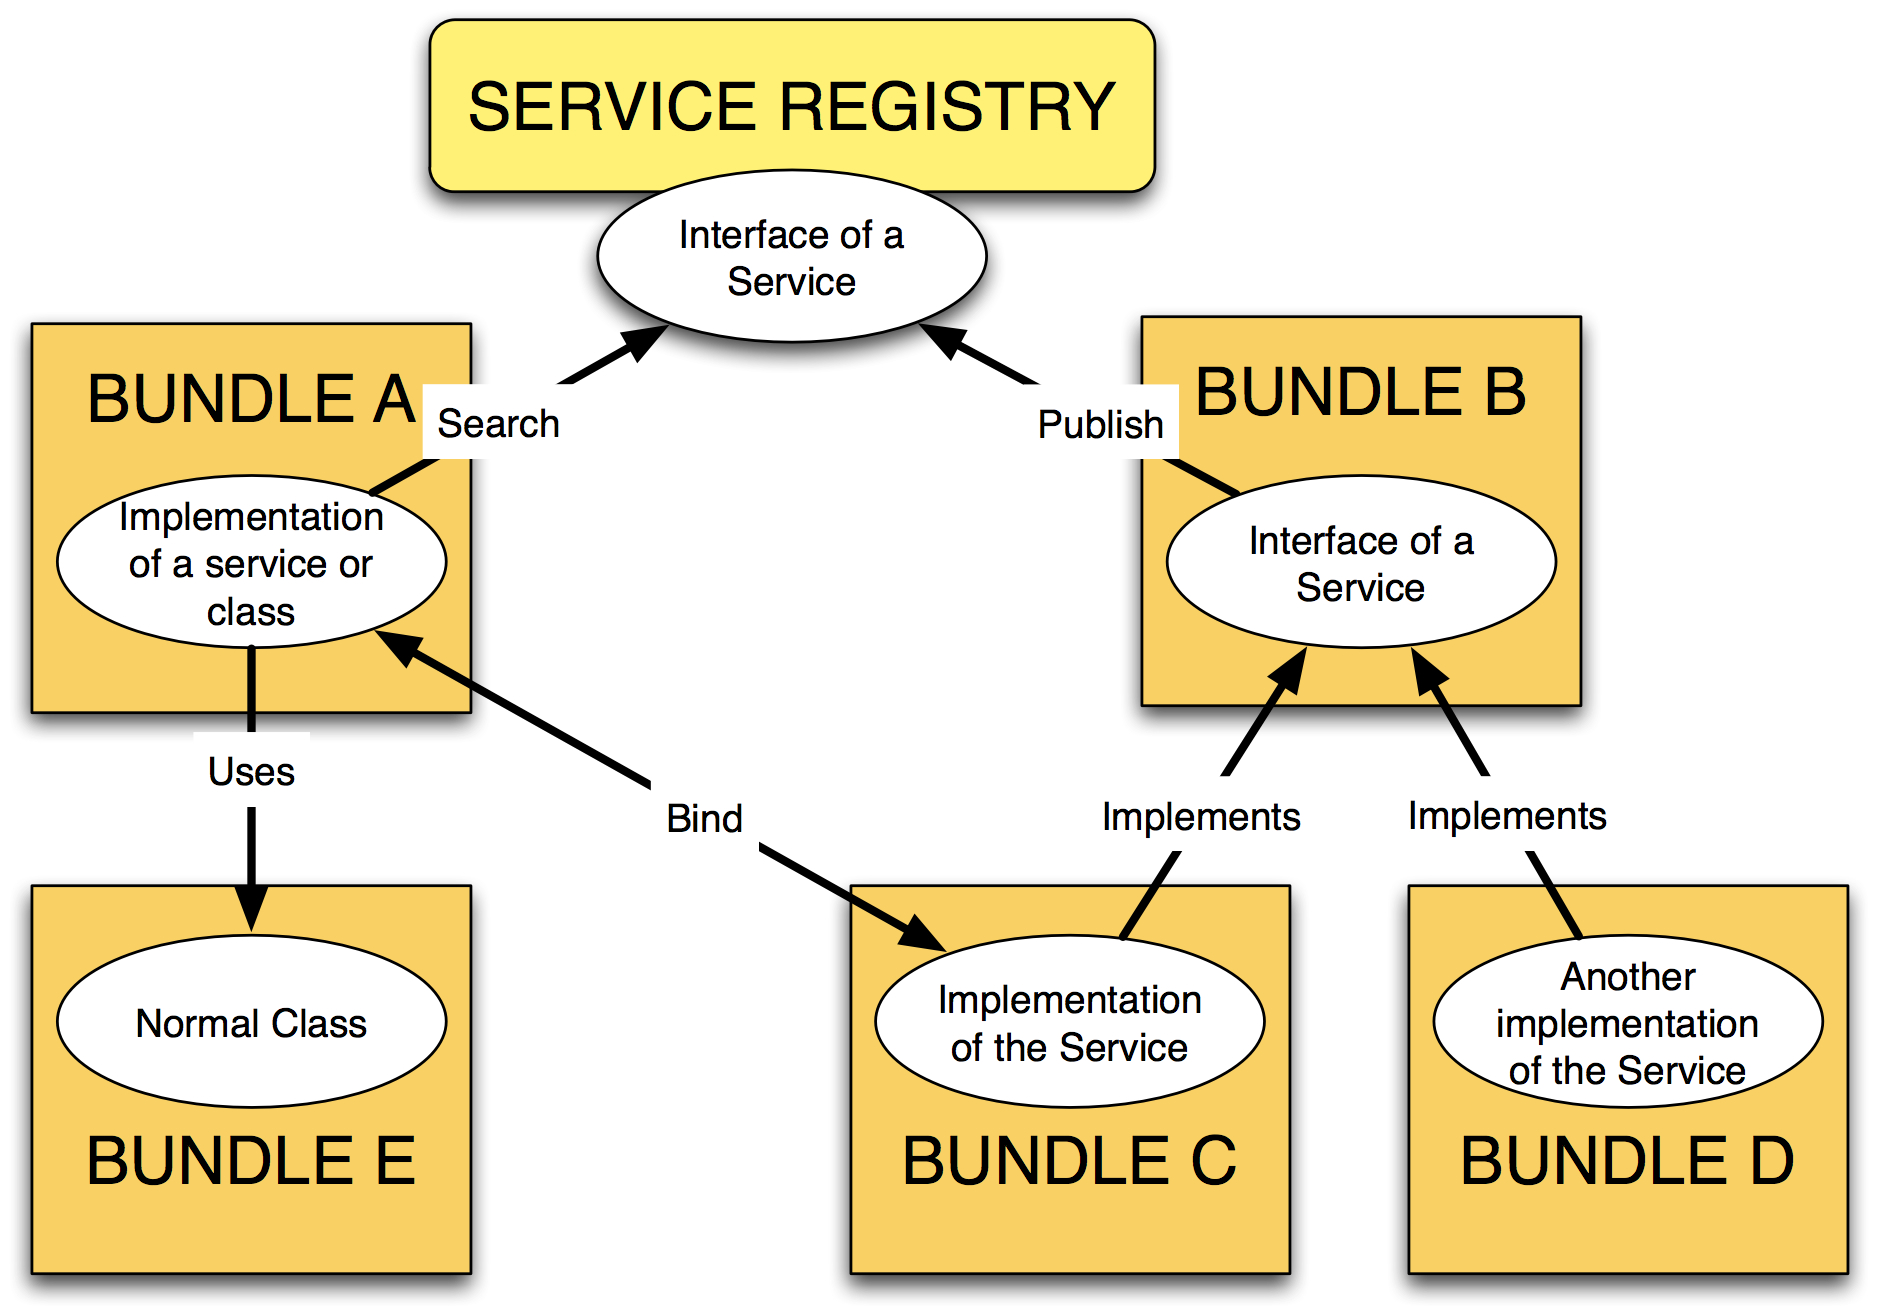 SERVICE REGISTRY
Interface of a
Service
BUNDLE A
Search
Publish
BUNDLE B
Implementation
of a service or
class
Interface of a
Service
Uses
Bind
Implements
Implements
Normal Class
BUNDLE E
Implementation
of the Service
BUNDLE C
Another
implementation
of the Service
BUNDLE D